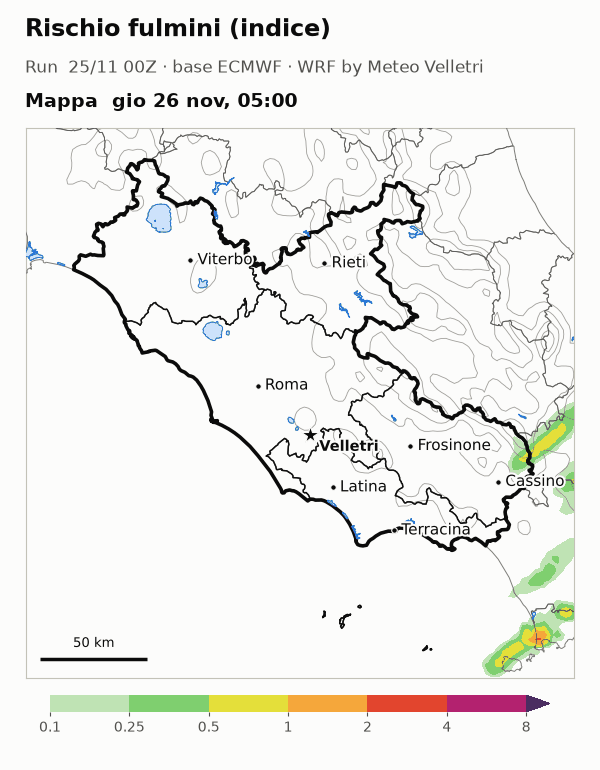 Rischio fulmini (indice)
Run  25/11 00Z · base ECMWF · WRF by Meteo Velletri
Mappa  gio 26 nov, 05:00
Viterbo
Rieti
Roma
Velletri
Frosinone
Cassino
Latina
Terracina
50 km
0.1 0.25 0.5 1 2 4 8